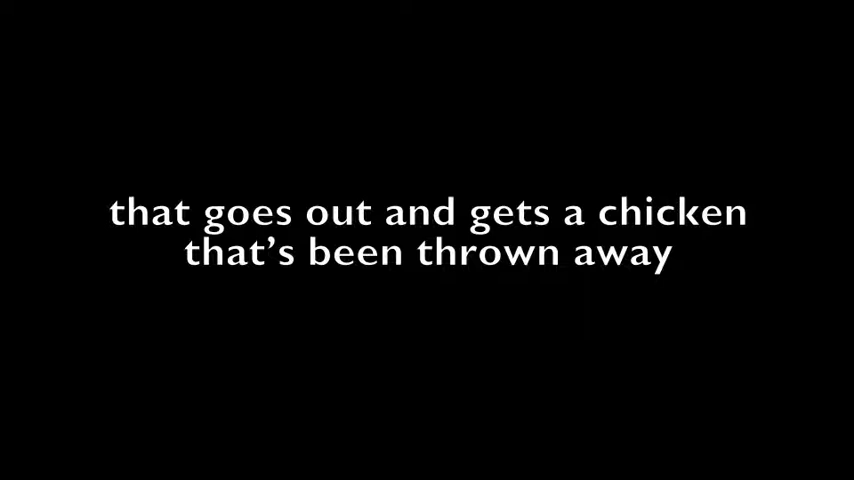 that goes out and gets a chicken
that’s been thrown away